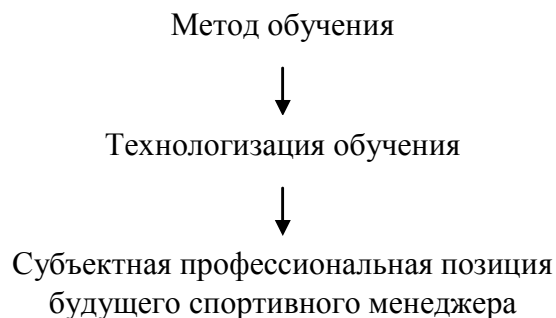 Метод обучения
Технологизация обучения
Субъектная профессиональная позиция
будущего спортивного менеджера